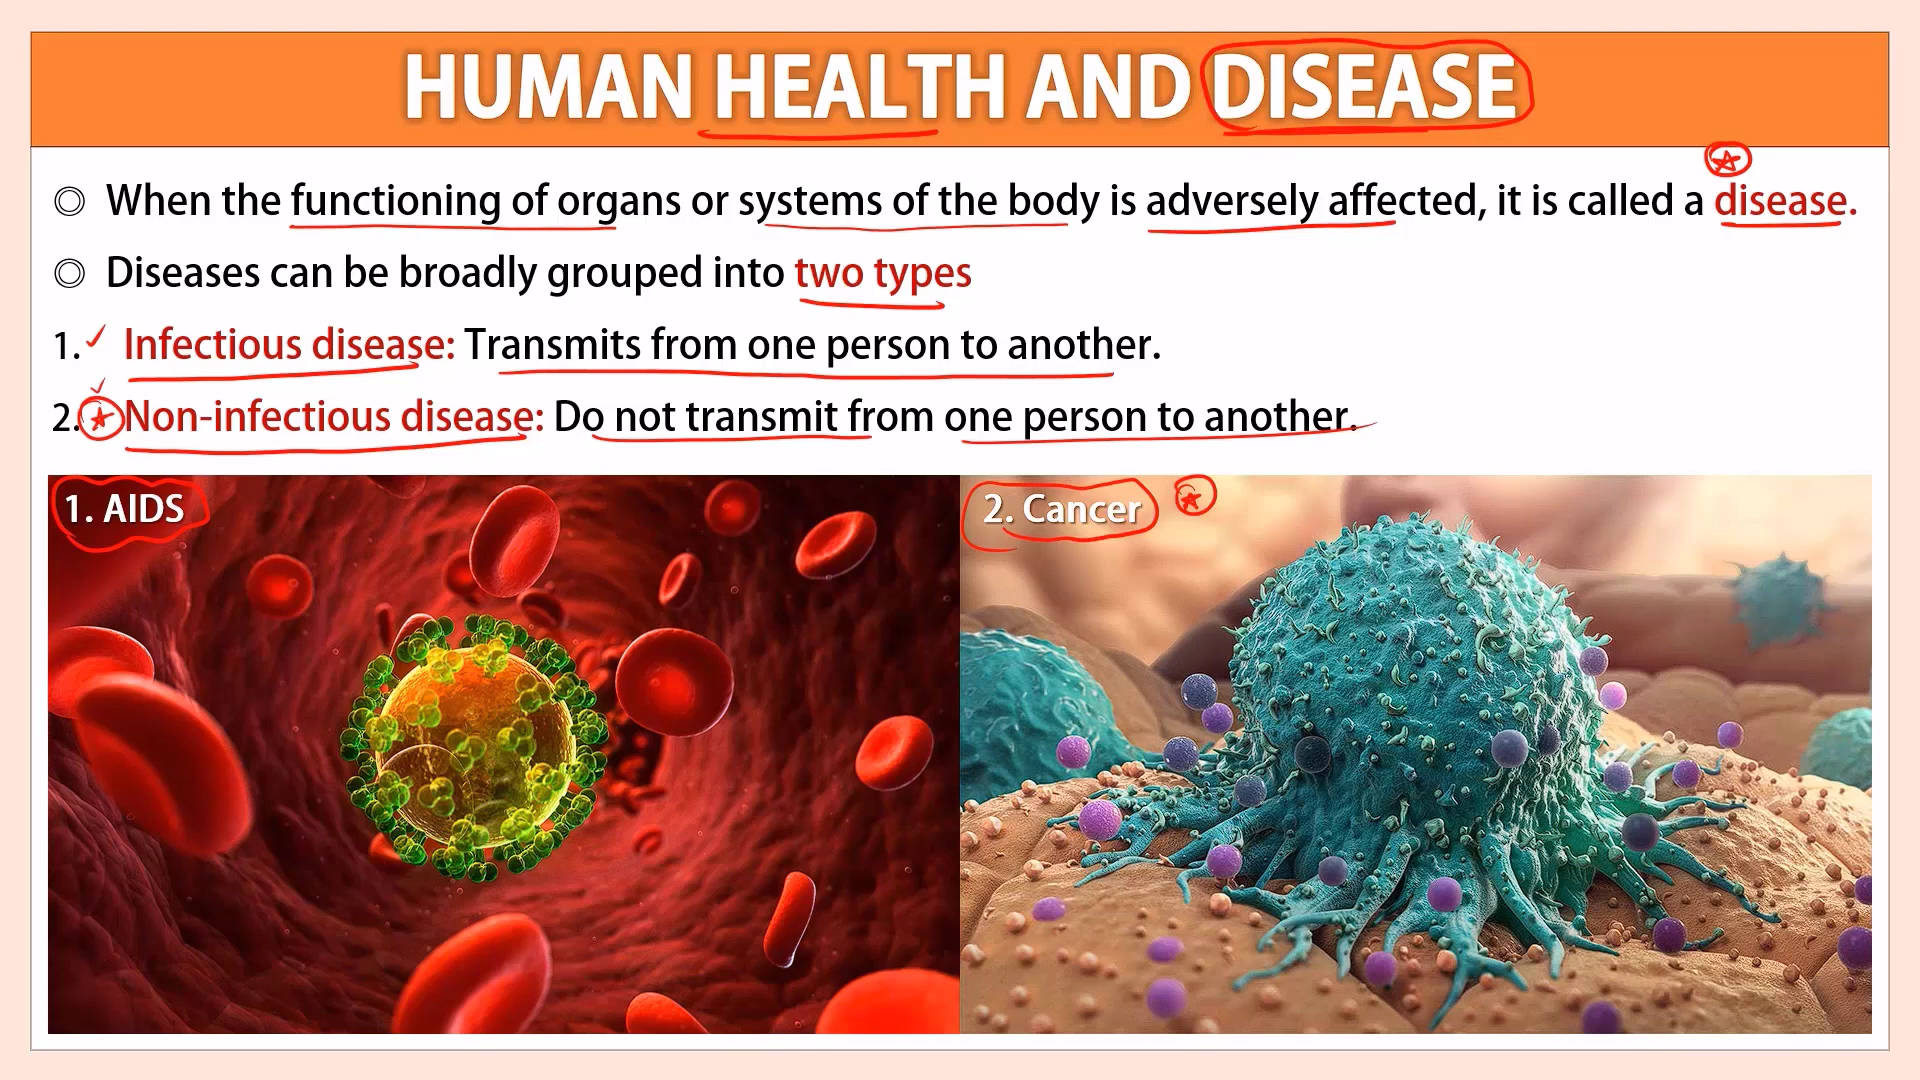 HUMAN HEALTH AND DISEASE
◎ When the functioning of organs or systems of the body is adversely affected, it is called a disease.
◎ Diseases can be broadly grouped into two types
1. Infectious disease: Transmits from one person to another.
2. Non-infectious disease: Do not transmit from one person to another.
1. AIDS
2. Cancer